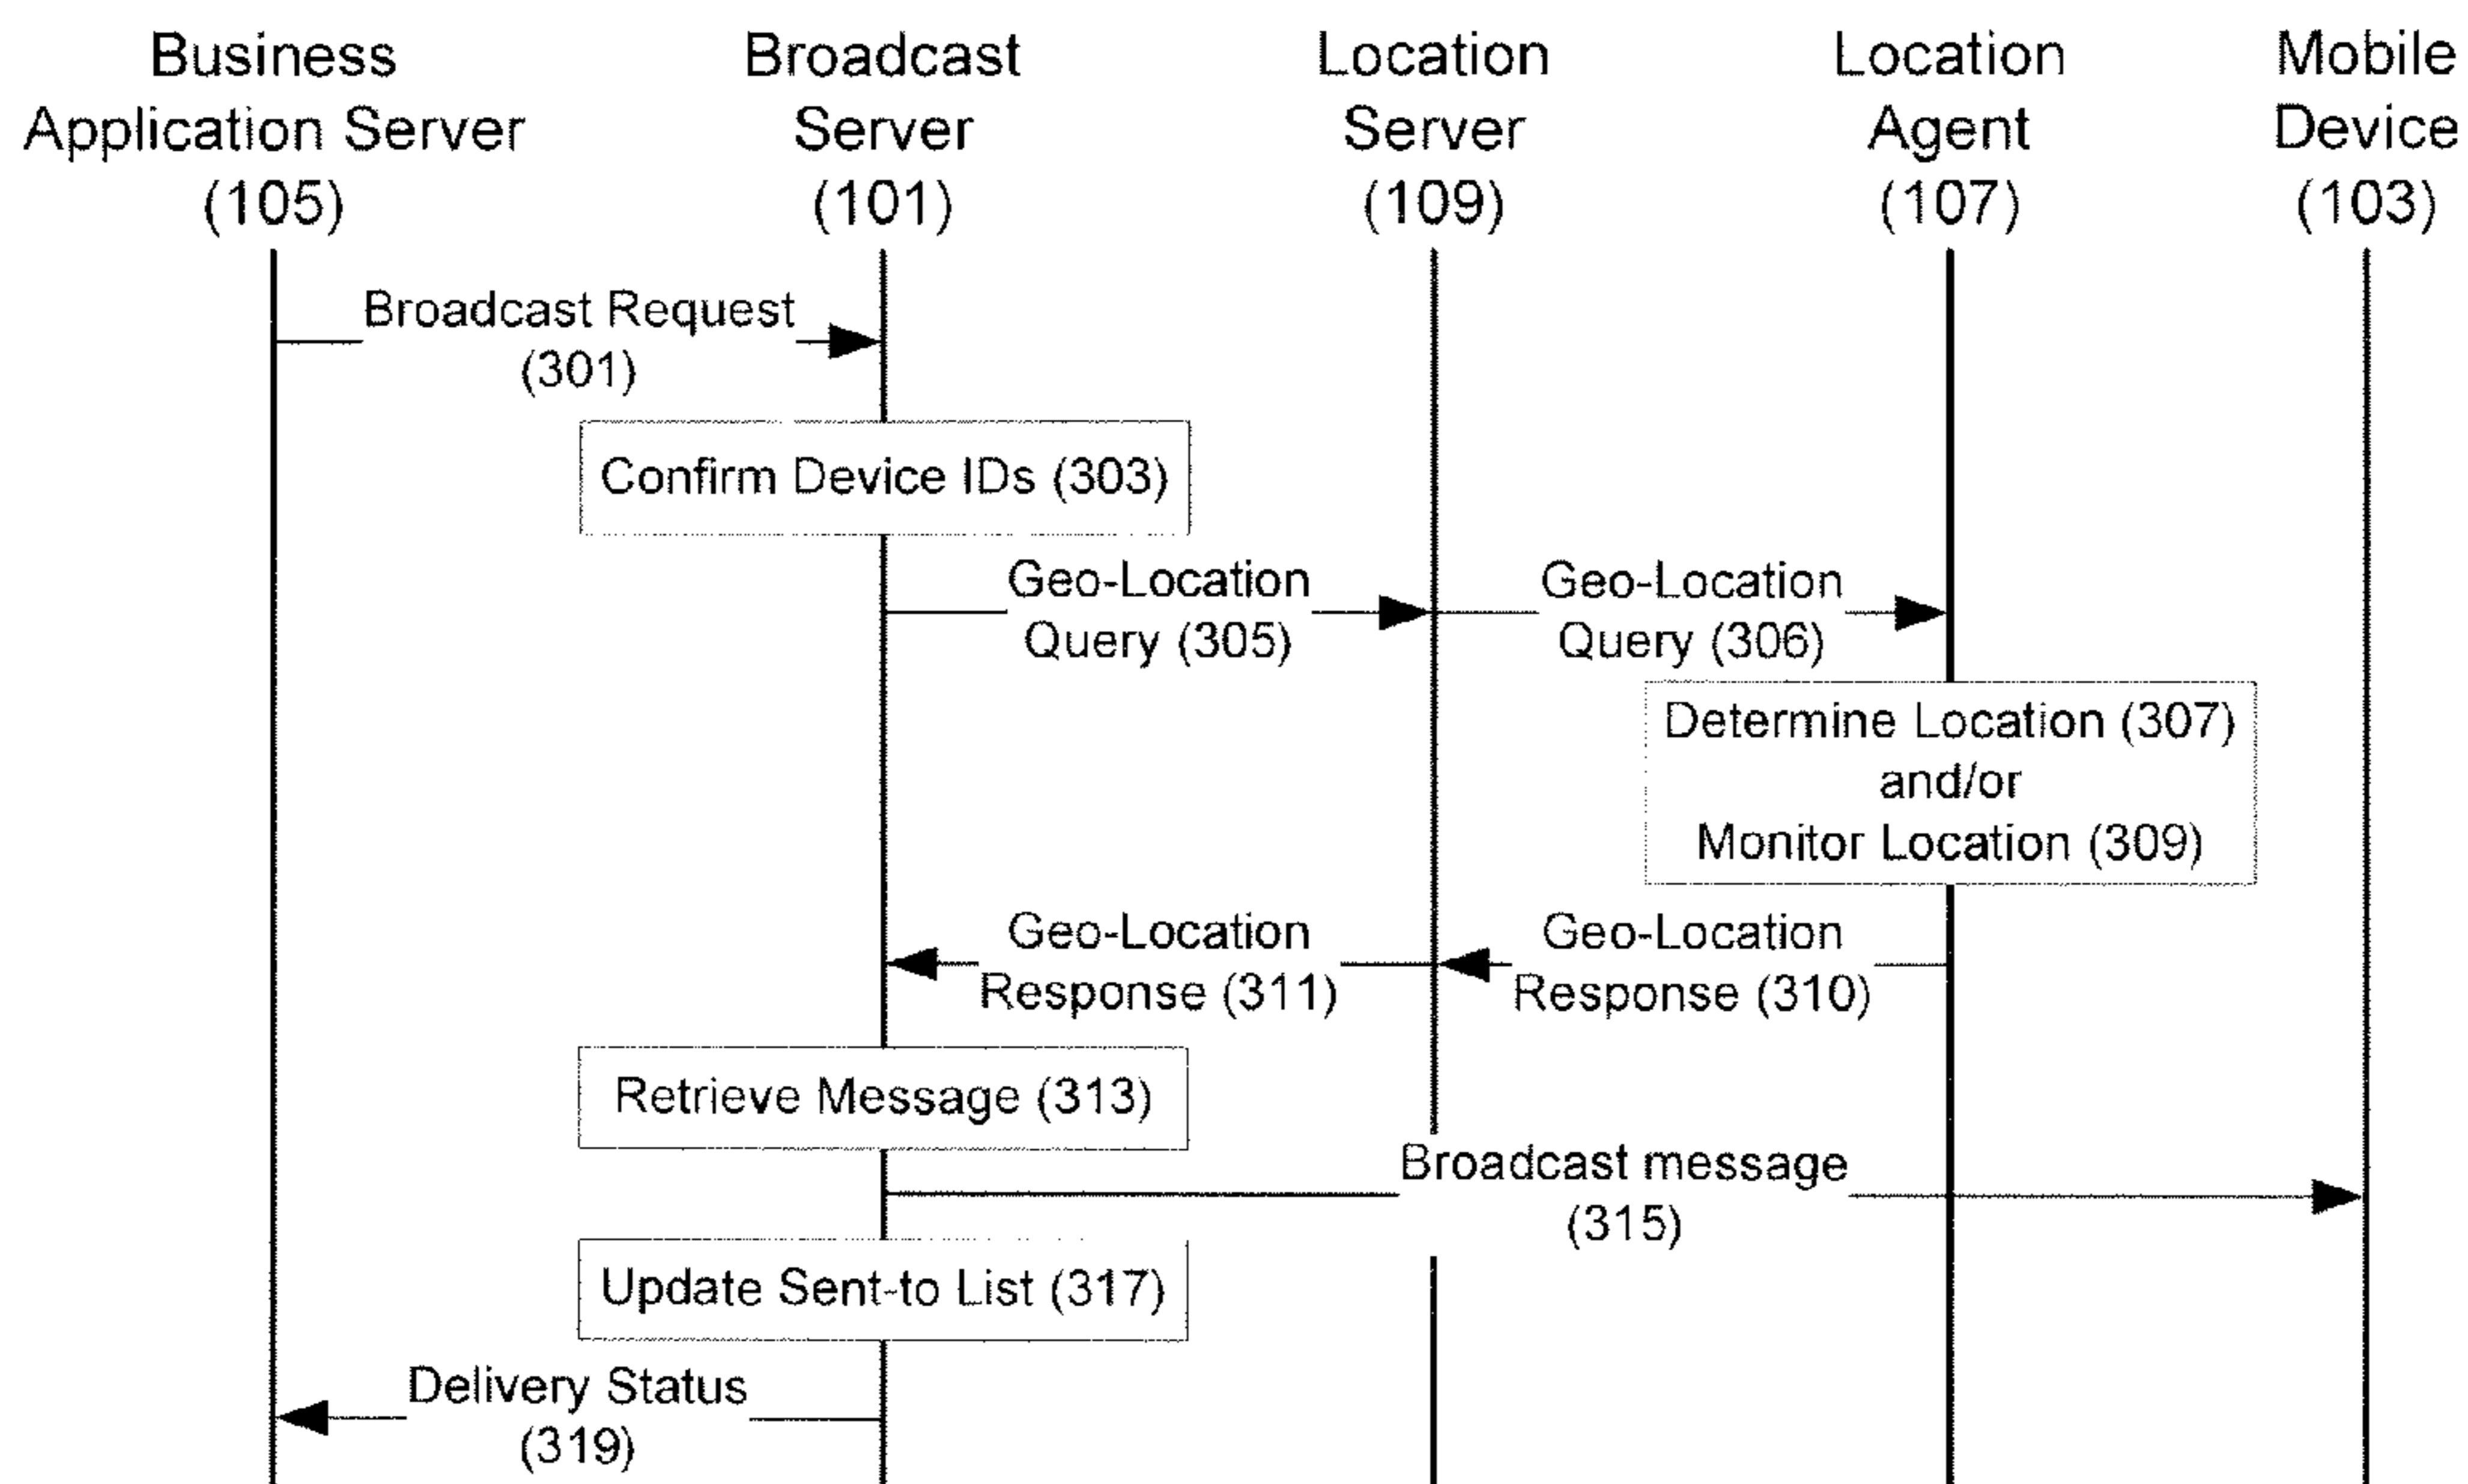 Business
Application Server
(105)
Broadcast
Server
(101)
Location
Server
(109)
Location
Agent
(107)
Mobile
Device
(103)
Broadcast Request
(301)
Confirm Device IDs (303)
Geo-Location
Query (305)
Geo-Location
Query (306)
Determine Location (307)
and/or
Monitor Location (309)
Geo-Location
Response (311)
Geo-Location
Response (310)
Retrieve Message (313)
Broadcast message
(315)
Update Sent-to List (317)
Delivery Status
(319)